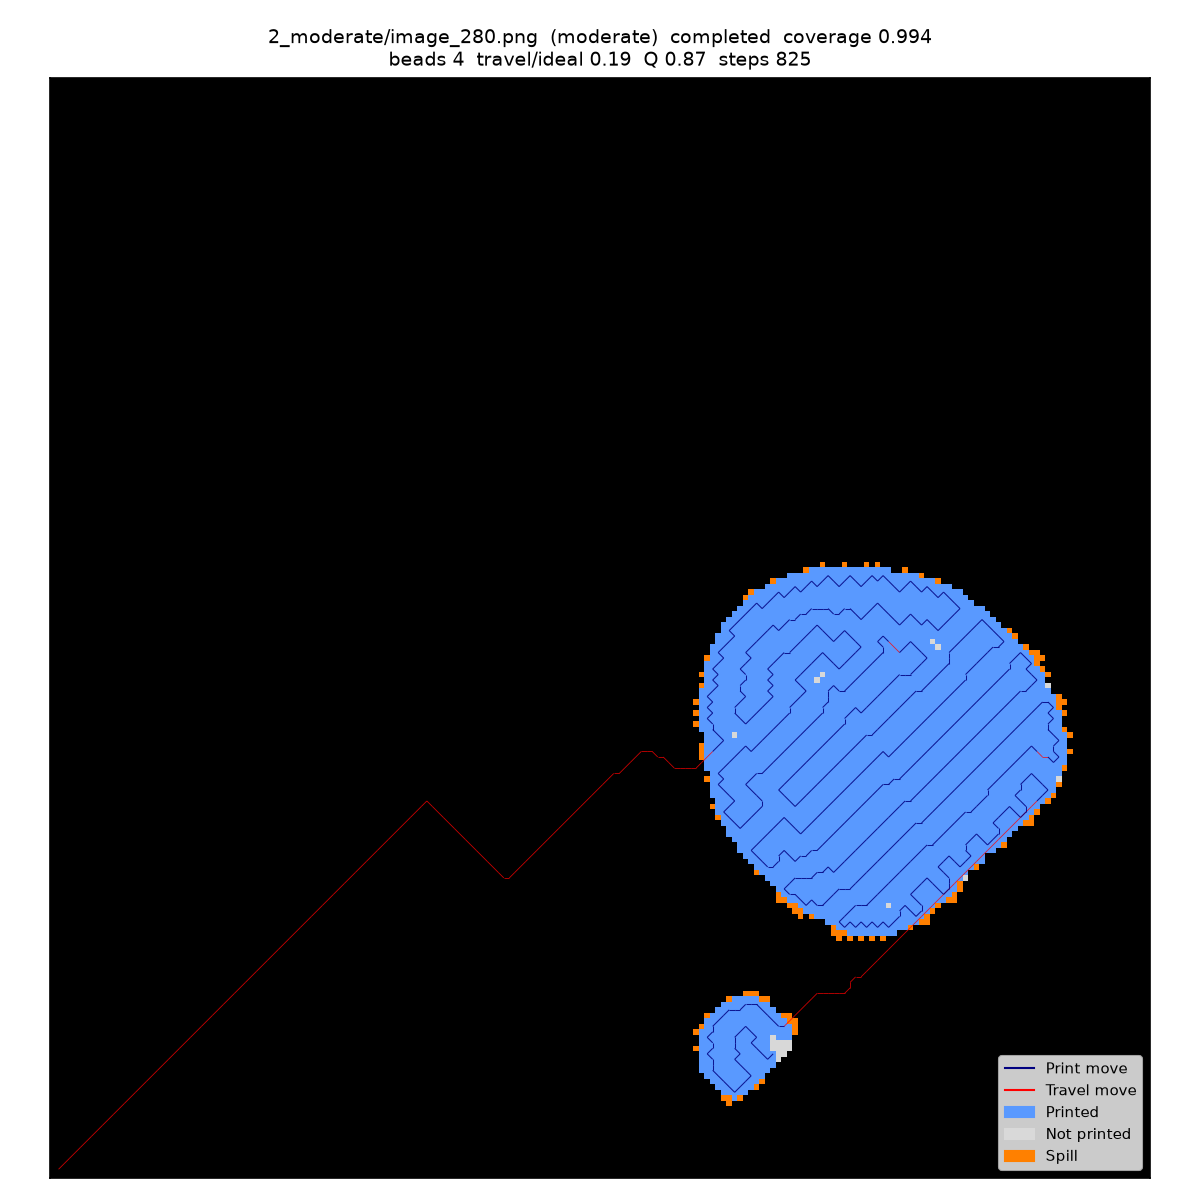 2_moderate/image_280.png  (moderate)  completed  coverage 0.994
beads 4  travel/ideal 0.19  Q 0.87  steps 825
Print move
Travel move
Printed
Not printed
Spill